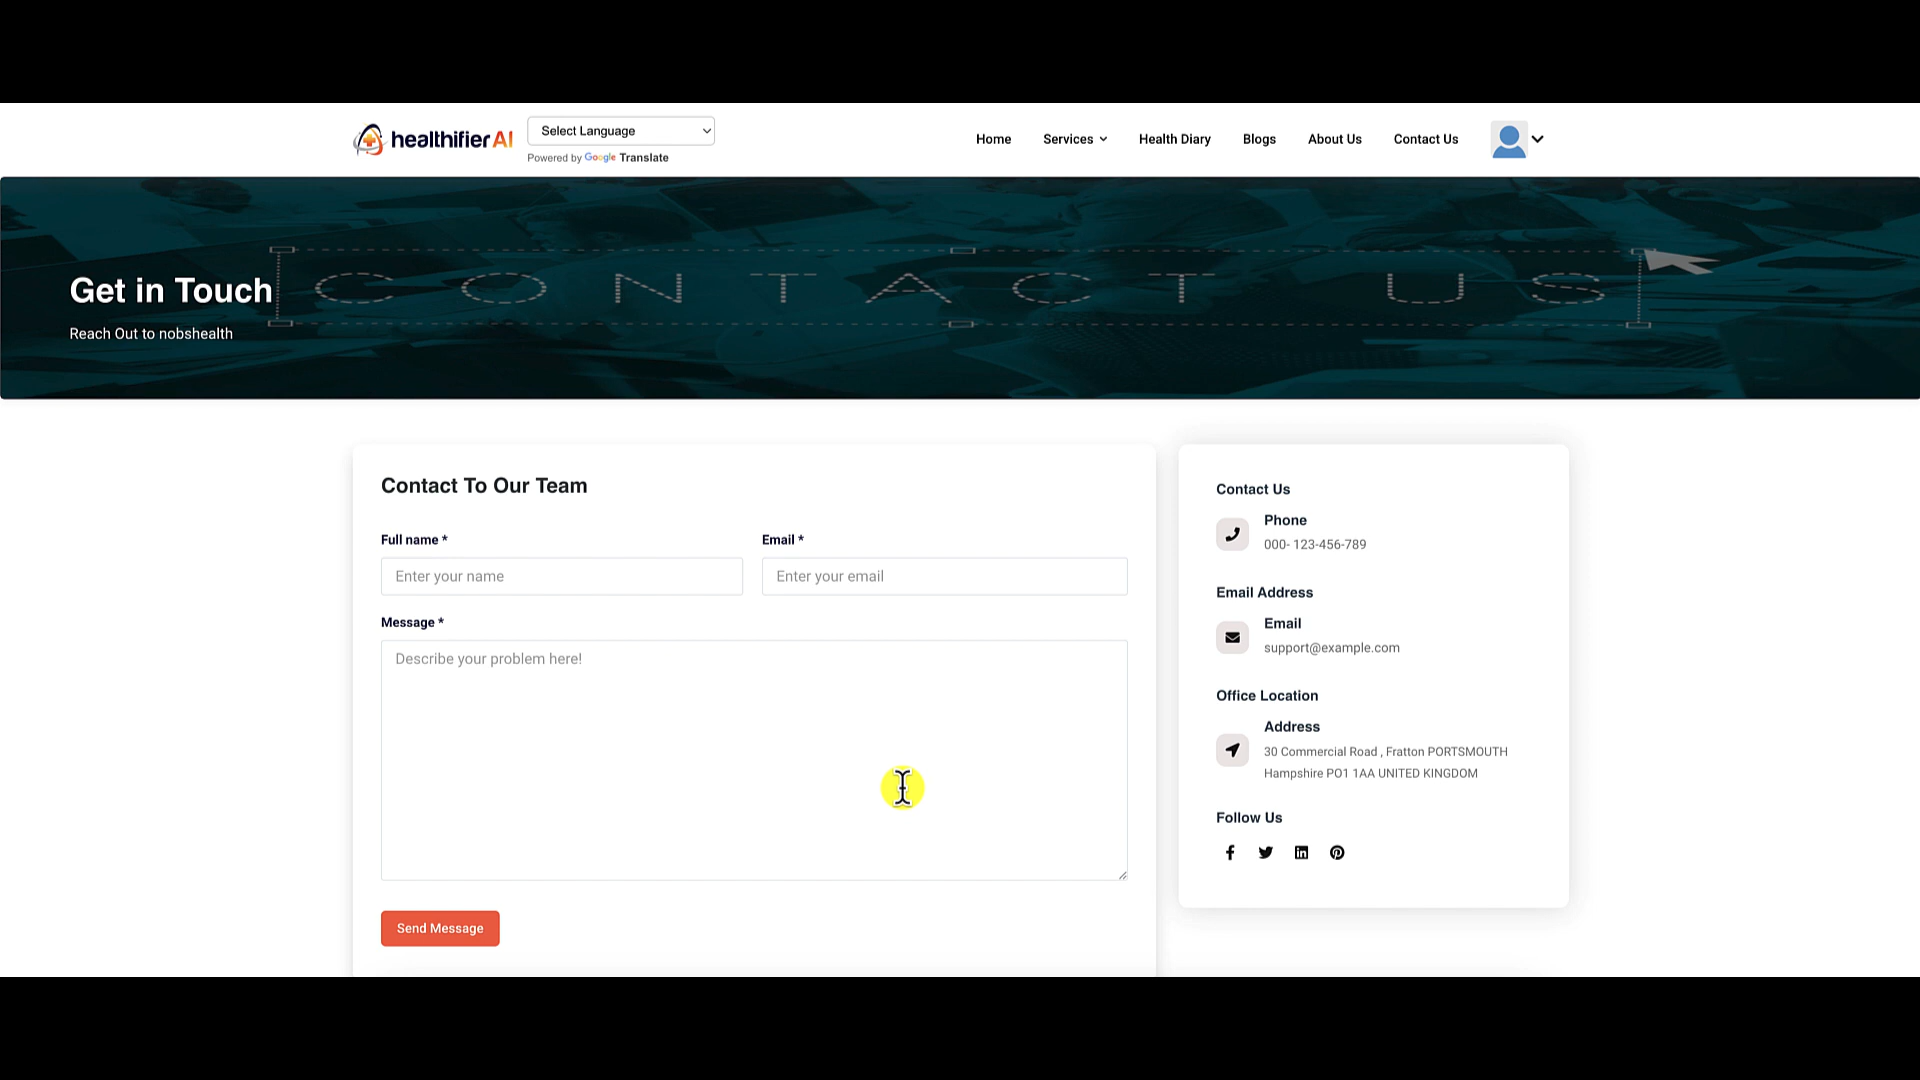 healthifier AI
Select Language
Powered by Google Translate
Home
Services
Health Diary
Blogs
About Us
Contact Us
CONTACT US
Get in Touch
Reach Out to nobshealth
Contact To Our Team
Full name *
Email *
Enter your name
Enter your email
Message *
Describe your problem here!
Send Message
Contact Us
Phone
000- 123-456-789
Email Address
Email
support@example.com
Office Location
Address
30 Commercial Road , Fratton PORTSMOUTH
Hampshire PO1 1AA UNITED KINGDOM
Follow Us